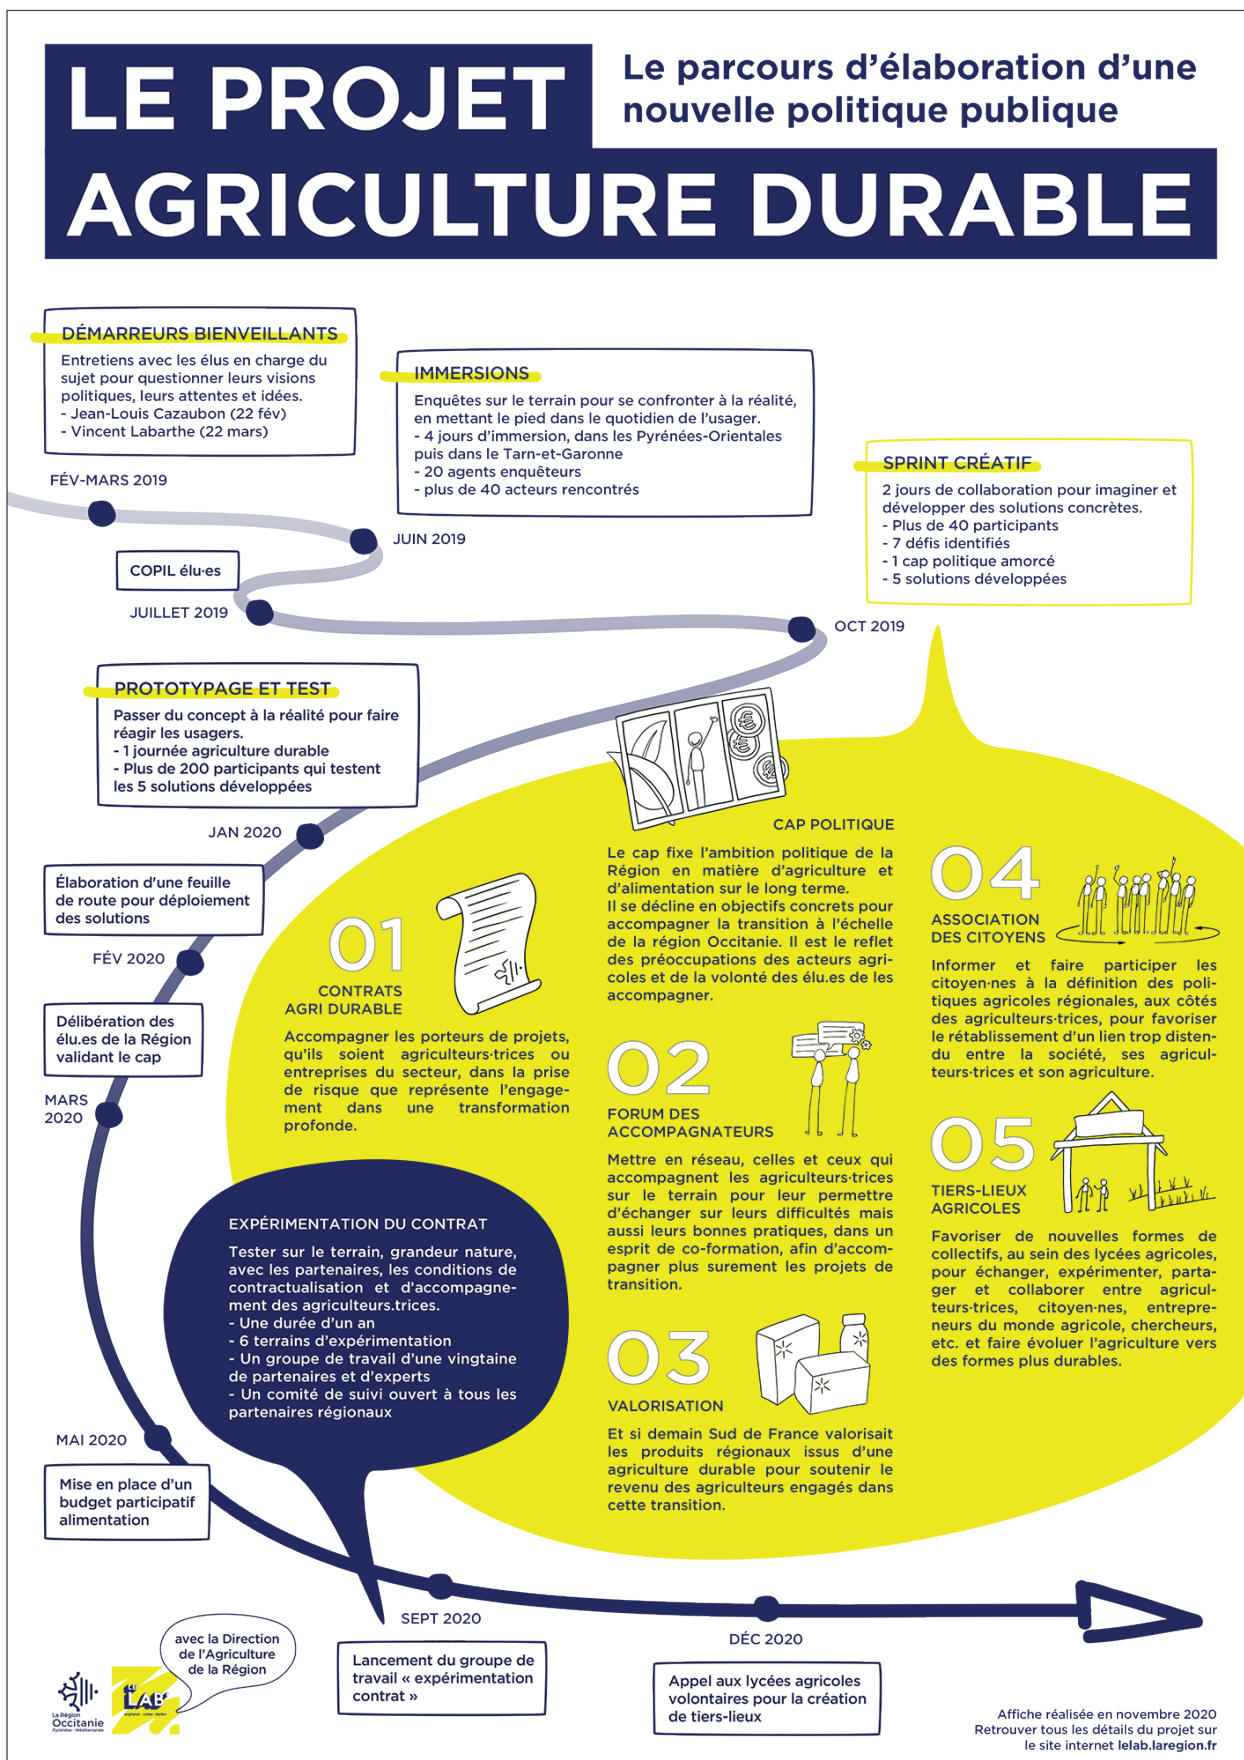 LE PROJET
AGRICULTURE DURABLE
Le parcours d'élaboration d'une
nouvelle politique publique
DÉMARREURS BIENVEILLANTS
Entretiens avec les élus en charge du
sujet pour questionner leurs visions
politiques, leurs attentes et idées.
- Jean-Louis Cazaubon (22 fév)
- Vincent Labarthe (22 mars)
FÉV-MARS 2019
IMMERSIONS
Enquêtes sur le terrain pour se confronter à la réalité,
en mettant le pied dans le quotidien de l'usager.
- 4 jours d'immersion, dans les Pyrénées-Orientales
puis dans le Tarn-et-Garonne
- 20 agents enquêteurs
- plus de 40 acteurs rencontrés
JUIN 2019
COPIL élu·es
JUILLET 2019
SPRINT CRÉATIF
2 jours de collaboration pour imaginer et
développer des solutions concrètes.
- Plus de 40 participants
- 7 défis identifiés
- 1 cap politique amorcé
- 5 solutions développées
OCT 2019
PROTOTYPAGE ET TEST
Passer du concept à la réalité pour faire
réagir les usagers.
- 1 journée agriculture durable
- Plus de 200 participants qui testent
les 5 solutions développées
JAN 2020
Élaboration d'une feuille
de route pour déploiement
des solutions
FÉV 2020
Délibération des
élu.es de la Région
validant le cap
MARS
2020
CAP POLITIQUE
Le cap fixe l'ambition politique de la
Région en matière d'agriculture et
d'alimentation sur le long terme.
Il se décline en objectifs concrets pour
accompagner la transition à l'échelle
de la région Occitanie. Il est le reflet
des préoccupations des acteurs agri-
coles et de la volonté des élu.es de les
accompagner.
01
CONTRATS
AGRI DURABLE
Accompagner les porteurs de projets,
qu'ils soient agriculteurs·trices ou
entreprises du secteur, dans la prise
de risque que représente l'engage-
ment dans une transformation
profonde.
02
FORUM DES
ACCOMPAGNATEURS
Mettre en réseau, celles et ceux qui
accompagnent les agriculteurs·trices
sur le terrain pour leur permettre
d'échanger sur leurs difficultés mais
aussi leurs bonnes pratiques, dans un
esprit de co-formation, afin d'accom-
pagner plus surement les projets de
transition.
03
VALORISATION
Et si demain Sud de France valorisait
les produits régionaux issus d'une
agriculture durable pour soutenir le
revenu des agriculteurs engagés dans
cette transition.
04
ASSOCIATION
DES CITOYENS
Informer et faire participer les
citoyen·nes à la définition des poli-
tiques agricoles régionales, aux côtés
des agriculteurs·trices, pour favoriser
le rétablissement d'un lien trop disten-
du entre la société, ses agricul-
teurs·trices et son agriculture.
05
TIERS-LIEUX
AGRICOLES
Favoriser de nouvelles formes de
collectifs, au sein des lycées agricoles,
pour échanger, expérimenter, parta-
ger et collaborer entre agricul-
teurs·trices, citoyen·nes, entrepre-
neurs du monde agricole, chercheurs,
etc. et faire évoluer l'agriculture vers
des formes plus durables.
EXPÉRIMENTATION DU CONTRAT
Tester sur le terrain, grandeur nature,
avec les partenaires, les conditions de
contractualisation et d'accompagne-
ment des agriculteurs.trices.
- Une durée d'un an
- 6 terrains d'expérimentation
- Un groupe de travail d'une vingtaine
de partenaires et d'experts
- Un comité de suivi ouvert à tous les
partenaires régionaux
MAI 2020
Mise en place d'un
budget participatif
alimentation
SEPT 2020
Lancement du groupe de
travail « expérimentation
contrat »
DÉC 2020
Appel aux lycées agricoles
volontaires pour la création
de tiers-lieux
avec la Direction
de l'Agriculture
de la Région
La Région
Occitanie
Pyrénées - Méditerranée
LE
LAB'
explorer - créer - tester
Affiche réalisée en novembre 2020
Retrouver tous les détails du projet sur
le site internet lelab.laregion.fr